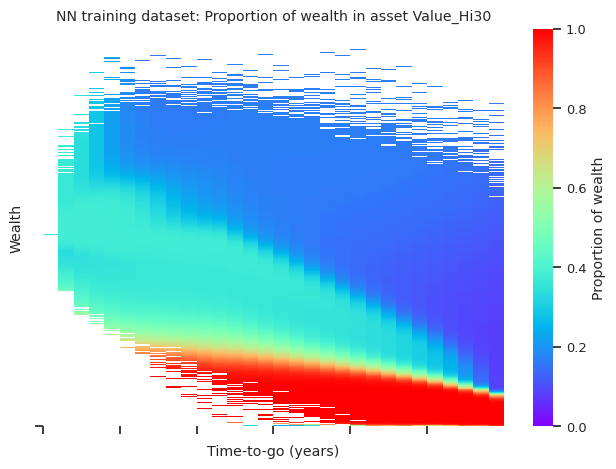 NN training dataset: Proportion of wealth in asset Value_Hi30
Wealth
Time-to-go (years)
1.0
0.8
0.6
0.4
0.2
0.0
Proportion of wealth